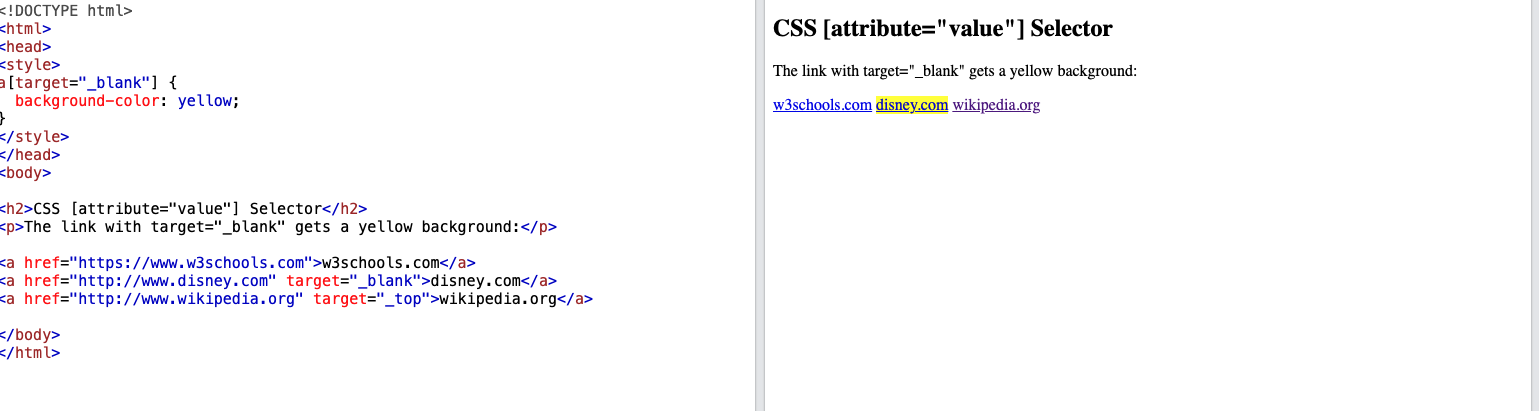 <!DOCTYPE html>
<html>
<head>
<style>
a[target="_blank"] {
  background-color: yellow;
}
</style>
</head>
<body>

<h2>CSS [attribute="value"] Selector</h2>
<p>The link with target="_blank" gets a yellow background:</p>

<a href="https://www.w3schools.com">w3schools.com</a>
<a href="http://www.disney.com" target="_blank">disney.com</a>
<a href="http://www.wikipedia.org" target="_top">wikipedia.org</a>

</body>
</html>
CSS [attribute="value"] Selector
The link with target="_blank" gets a yellow background:
w3schools.com disney.com wikipedia.org